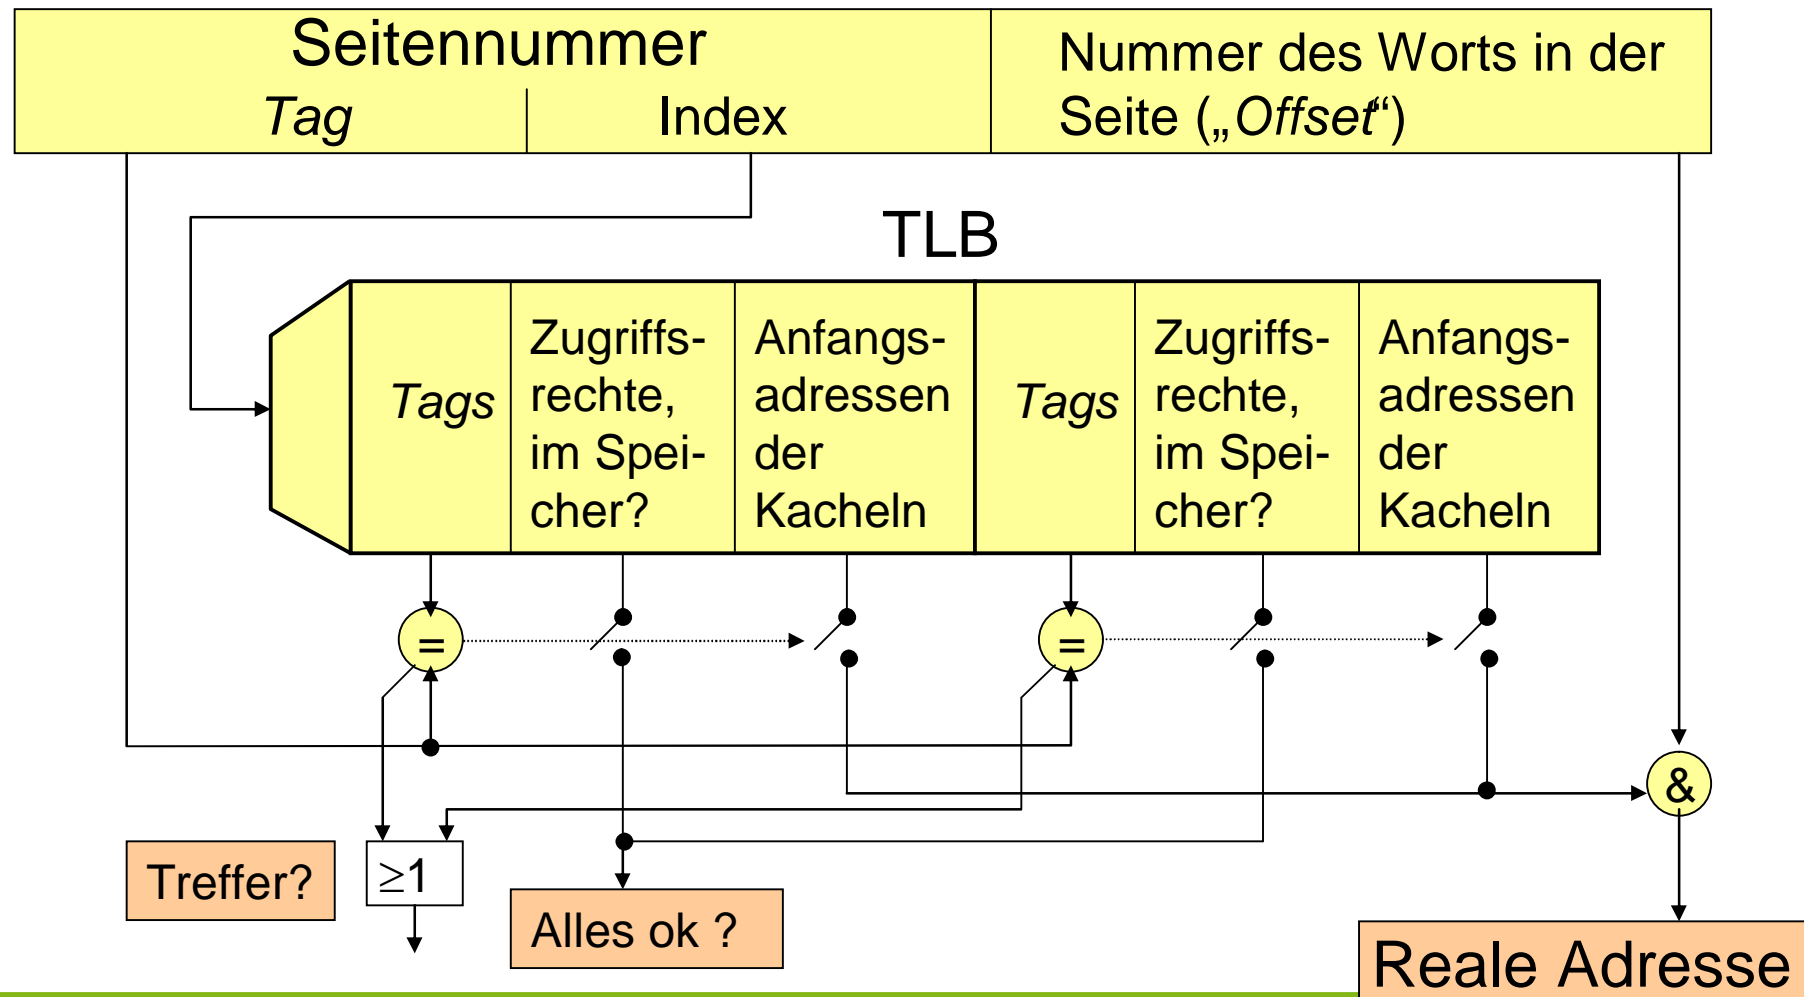 Seitennummer
Tag
Index
Nummer des Worts in der
Seite („Offset“)
TLB
Tags
Zugriffs-
rechte,
im Spei-
cher?
Anfangs-
adressen
der
Kacheln
Tags
Zugriffs-
rechte,
im Spei-
cher?
Anfangs-
adressen
der
Kacheln
=
=
&
Treffer?
≥1
Alles ok ?
Reale Adresse